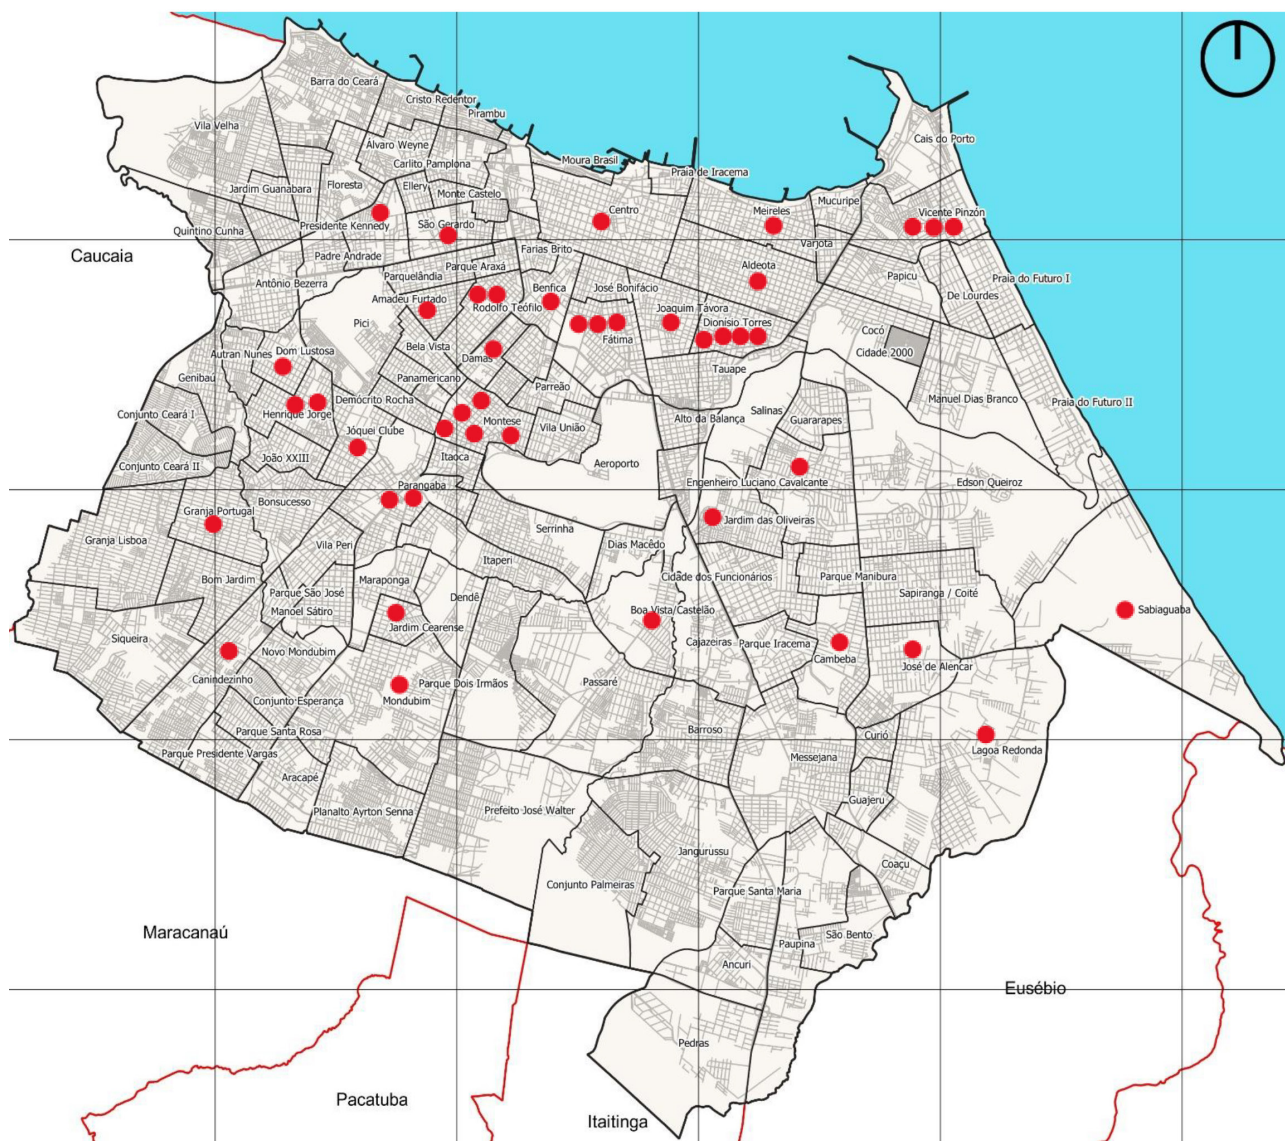 Barra do Ceará
Cristo Redentor
Pirambu
Vila Velha
Cais do Porto
Álvaro Weyne
Carlito Pamplona
Moura Brasil
Praia de Iracema
Jardim Guanabara
Floresta
Ellery
Monte Castelo
Mucuripe
Centro
Meireles
Vicente Pinzón
Quintino Cunha
Presidente Kennedy
São Gerardo
Varjota
Caucaia
Padre Andrade
Farias Brito
Parque Araxá
Aldeota
Papicu
Praia do Futuro I
Antônio Bezerra
Parquelândia
Benfica
José Bonifácio
De Lourdes
Amadeu Furtado
Rodolfo Teófilo
Joaquim Távora
Pici
Dionísio Torres
Cocó
Fátima
Bela Vista
Autran Nunes
Dom Lustosa
Damas
Cidade 2000
Tauape
Genibaú
Panamericano
Parreão
Demócrito Rocha
Manuel Dias Branco
Praia do Futuro II
Conjunto Ceará I
Henrique Jorge
Salinas
Alto da Balança
Guararapes
Montese
Vila União
Jóquei Clube
João XXIII
Itaoca
Aeroporto
Conjunto Ceará II
Engenheiro Luciano Cavalcante
Edson Queiroz
Parangaba
Bonsucesso
Granja Portugal
Jardim das Oliveiras
Serrinha
Granja Lisboa
Vila Peri
Dias Macêdo
Itaperi
Bom Jardim
Maraponga
Cidade dos Funcionários
Parque Manibura
Parque São José
Dendê
Sapiranga / Coité
Manoel Sátiro
Boa Vista/Castelão
Sabiaguaba
Jardim Cearense
Siqueira
Cajazeiras
Parque Iracema
Novo Mondubim
Cambeba
José de Alencar
Canindezinho
Parque Dois Irmãos
Passaré
Conjunto Esperança
Mondubim
Parque Santa Rosa
Barroso
Curió
Parque Presidente Vargas
Lagoa Redonda
Messejana
Aracapé
Guajeru
Planalto Ayrton Senna
Prefeito José Walter
Jangurussu
Coaçu
Conjunto Palmeiras
Parque Santa Maria
Maracanaú
São Bento
Paupina
Ancuri
Eusébio
Pedras
Pacatuba
Itaitinga